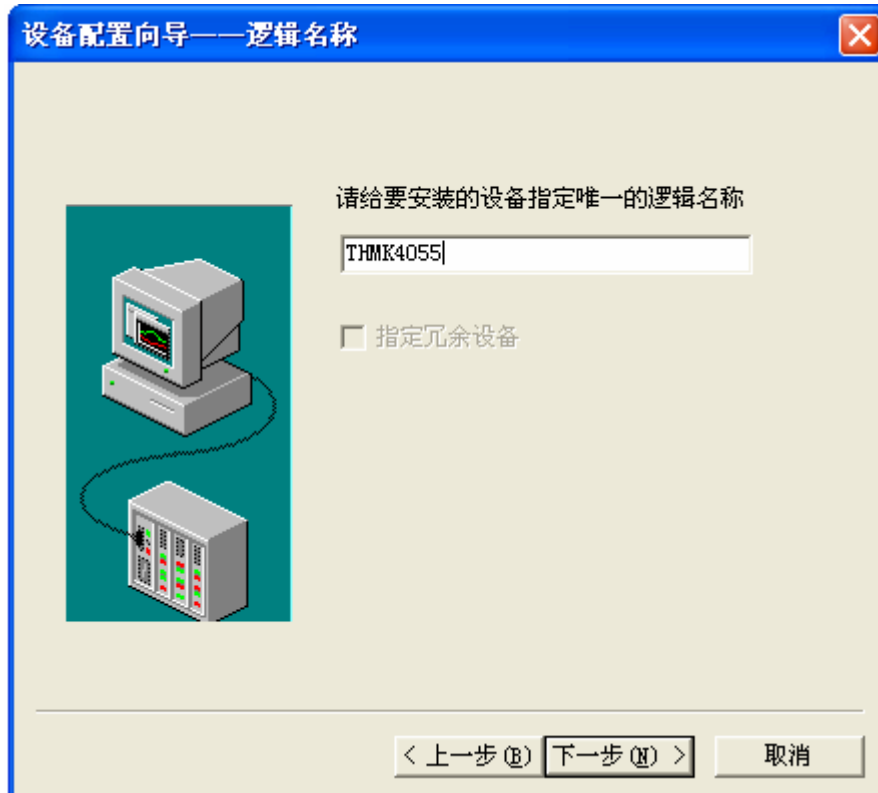 设备配置向导——逻辑名称
请给要安装的设备指定唯一的逻辑名称
THMK4055
指定冗余设备
< 上一步(B) 下一步(N) > 取消